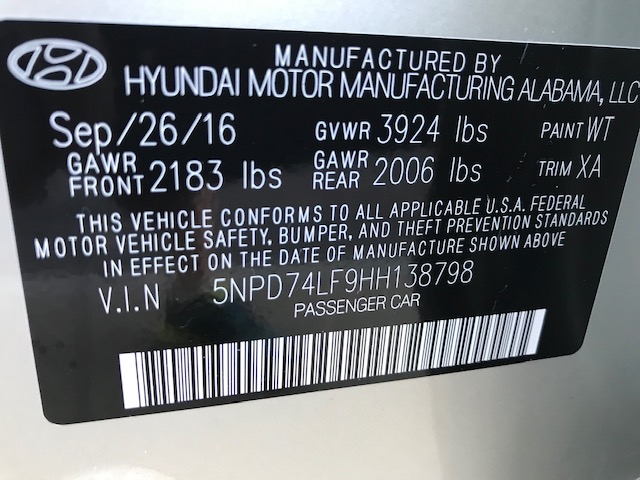 MANUFACTURED BY
HYUNDAI MOTOR MANUFACTURING ALABAMA, LLC
Sep/26/16 GVWR 3924 lbs PAINT WT
GAWR FRONT 2183 lbs GAWR REAR 2006 lbs TRIM XA
THIS VEHICLE CONFORMS TO ALL APPLICABLE U.S.A. FEDERAL
MOTOR VEHICLE SAFETY, BUMPER, AND THEFT PREVENTION STANDARDS
IN EFFECT ON THE DATE OF MANUFACTURE SHOWN ABOVE
V.I.N 5NPD74LF9HH138798
PASSENGER CAR